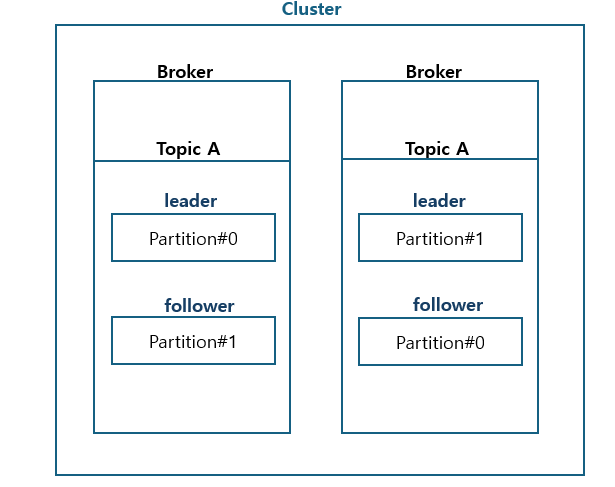 Cluster
Broker
Topic A
leader
Partition#0
follower
Partition#1
Broker
Topic A
leader
Partition#1
follower
Partition#0